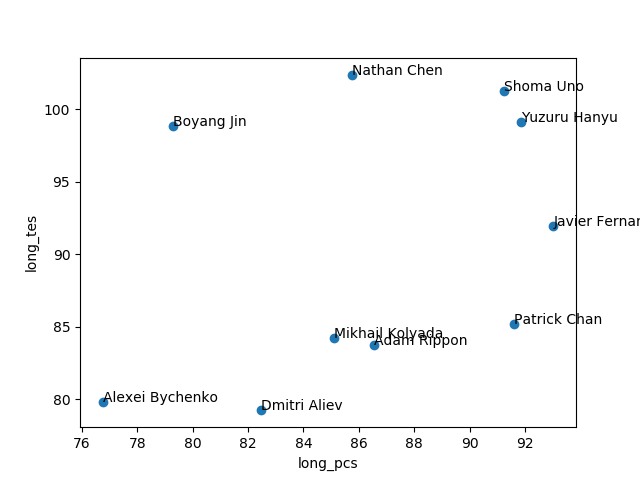 Nathan Chen
Shoma Uno
Yuzuru Hanyu
Boyang Jin
Javier Fernar
Patrick Chan
Mikhail Kolyada
Adam Rippon
Alexei Bychenko
Dmitri Aliev
100
95
90
85
80
long_tes
76
78
80
82
84
86
88
90
92
long_pcs